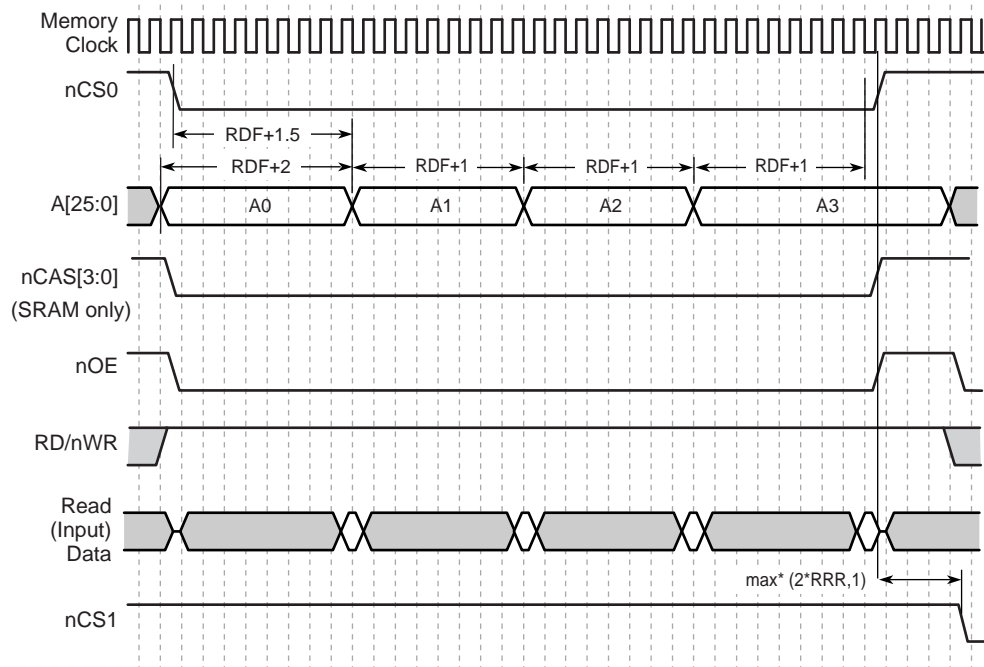 Memory
Clock
nCS0
RDF+1.5
RDF+2 RDF+1 RDF+1 RDF+1
A[25:0] A0 A1 A2 A3
nCAS[3:0]
(SRAM only)
nOE
RD/nWR
Read
(Input)
Data
max* (2*RRR,1)
nCS1